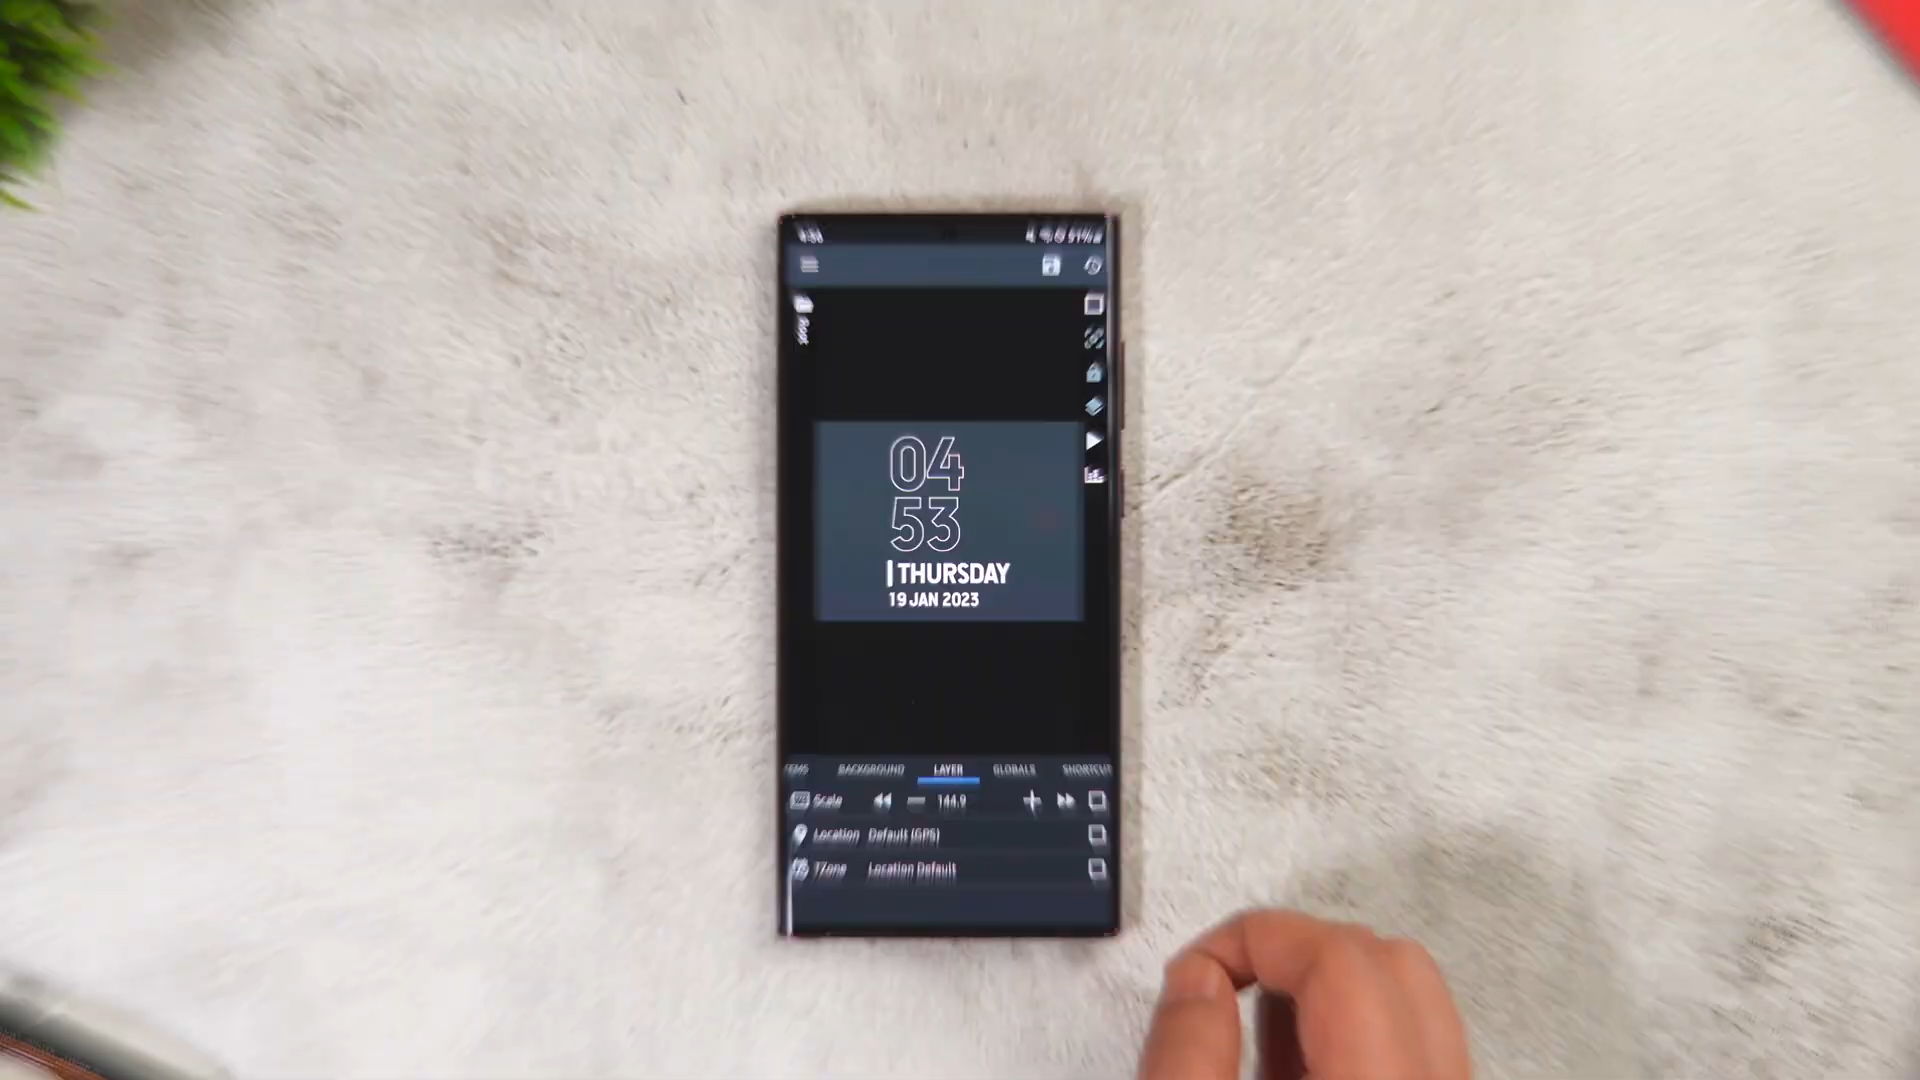 Root
04
53
THURSDAY
19 JAN 2023
BACKGROUND LAYER GLOBALS SHORTCUT
Scale 144.9
Location Default (GPS)
TZone Location Default